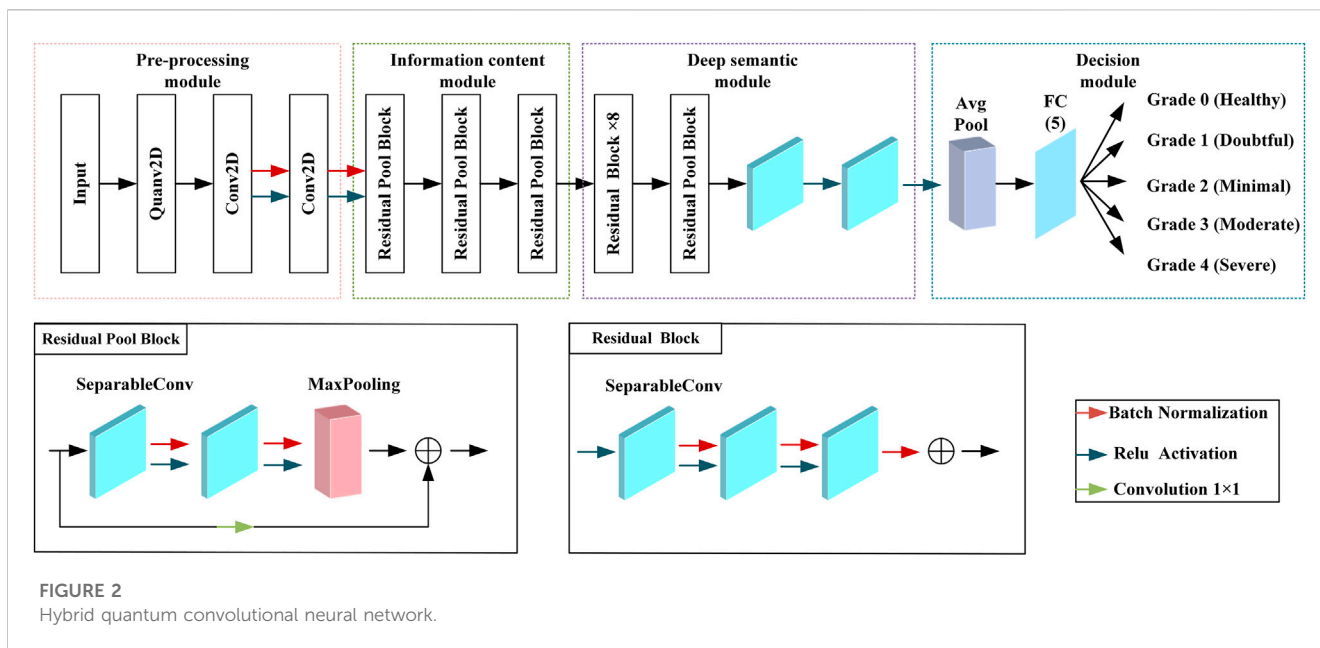 Pre-processing
module
Information content
module
Deep semantic
module
Decision
module
Input
Quanv2D
Conv2D
Conv2D
Residual Pool Block
Residual Pool Block
Residual Pool Block
Residual Block ×8
Residual Pool Block
Avg
Pool
FC
(5)
Grade 0 (Healthy)
Grade 1 (Doubtful)
Grade 2 (Minimal)
Grade 3 (Moderate)
Grade 4 (Severe)
Residual Pool Block
SeparableConv
MaxPooling
Residual Block
SeparableConv
Batch Normalization
Relu Activation
Convolution 1×1
FIGURE 2
Hybrid quantum convolutional neural network.